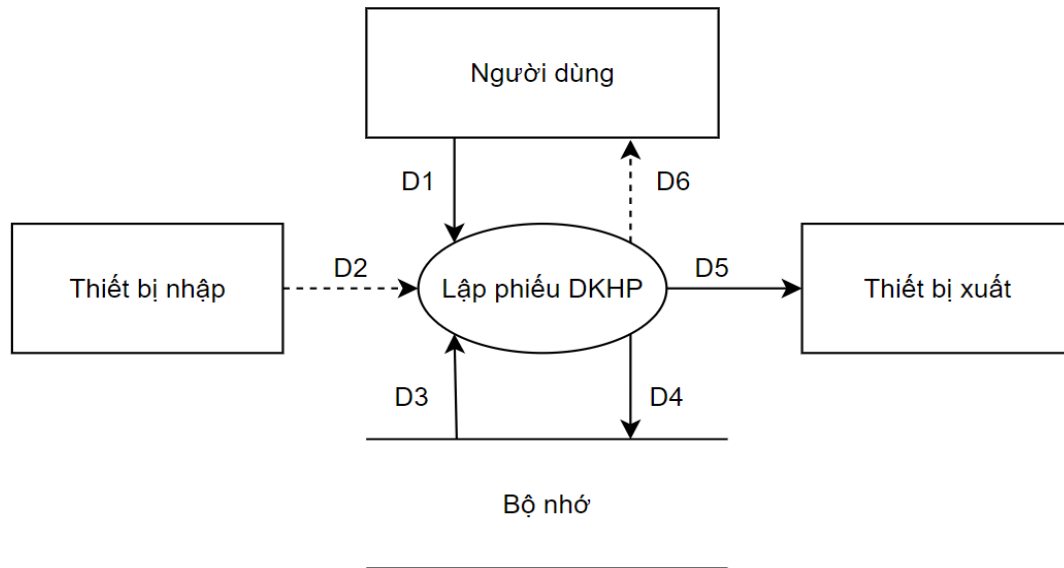 Người dùng
D1
D6
Thiết bị nhập
D2
Lập phiếu DKHP
D5
Thiết bị xuất
D3
D4
Bộ nhớ